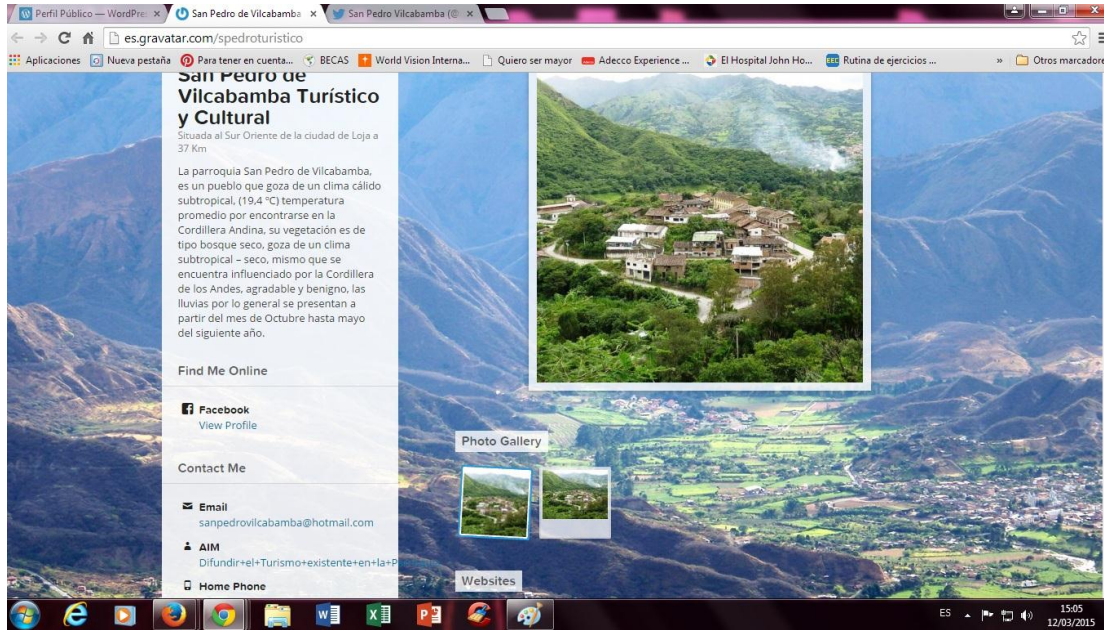 Perfil Público — WordPre
San Pedro de Vilcabamba
San Pedro Vilcabamba (@
es.gravatar.com/spedroturistico
Aplicaciones Nueva pestaña Para tener en cuenta... BECAS World Vision Interna... Quiero ser mayor Adecco Experience ... El Hospital John Ho... EEC Rutina de ejercicios ... » Otros marcadore
San Pedro de
Vilcabamba Turístico
y Cultural
Situada al Sur Oriente de la ciudad de Loja a
37 Km
La parroquia San Pedro de Vilcabamba,
es un pueblo que goza de un clima cálido
subtropical, (19,4 °C) temperatura
promedio por encontrarse en la
Cordillera Andina, su vegetación es de
tipo bosque seco, goza de un clima
subtropical – seco, mismo que se
encuentra influenciado por la Cordillera
de los Andes, agradable y benigno, las
lluvias por lo general se presentan a
partir del mes de Octubre hasta mayo
del siguiente año.
Find Me Online
Facebook
View Profile
Contact Me
Email
sanpedrovilcabamba@hotmail.com
AIM
Difundir+el+Turismo+existente+en+la+P
Home Phone
Photo Gallery
Websites
ES
15:05
12/03/2015